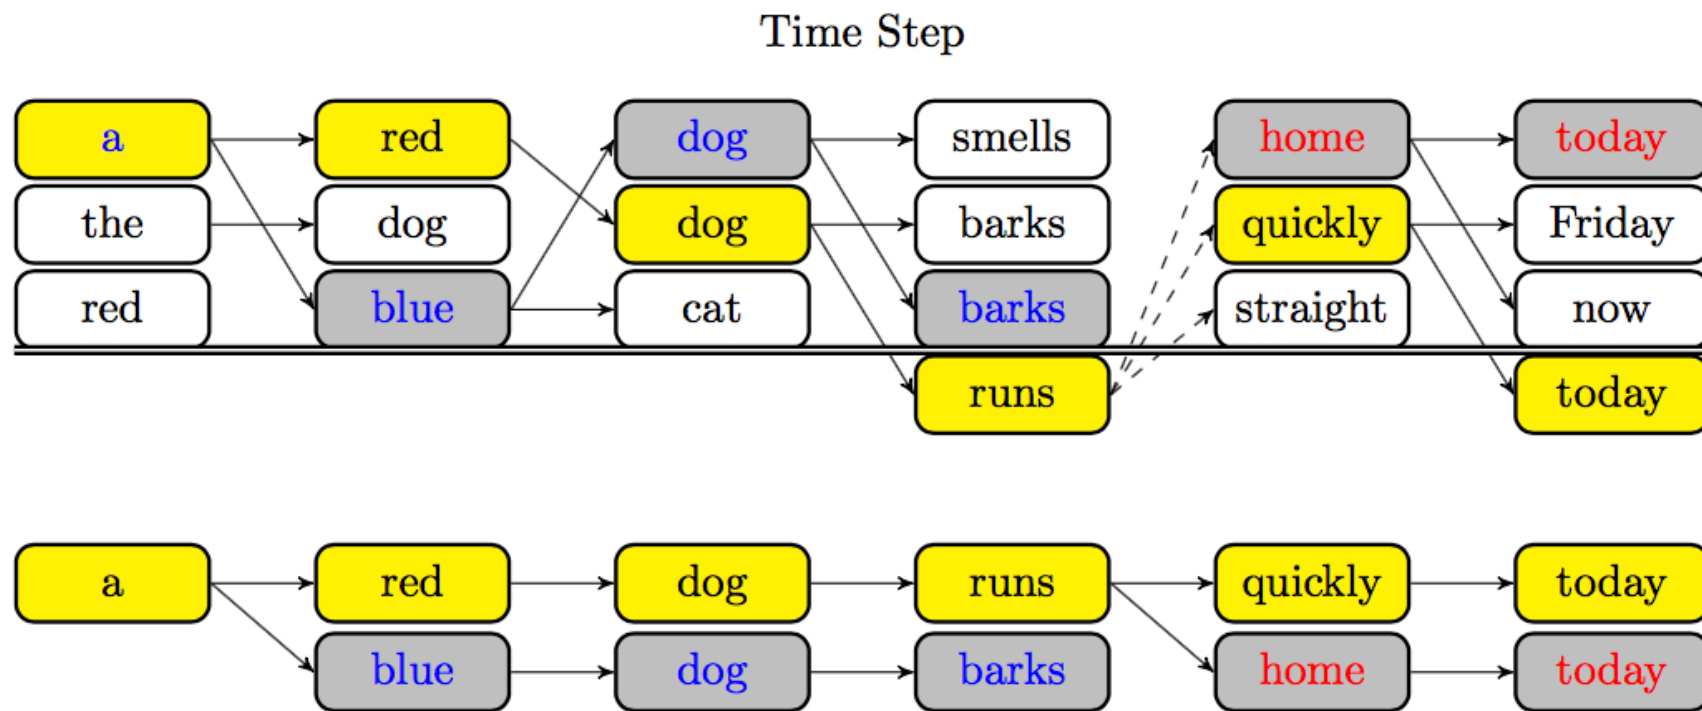 Time Step
a red dog smells home today
the dog dog barks quickly Friday
red blue cat barks straight now
runs today
a red dog runs quickly today
blue dog barks home today